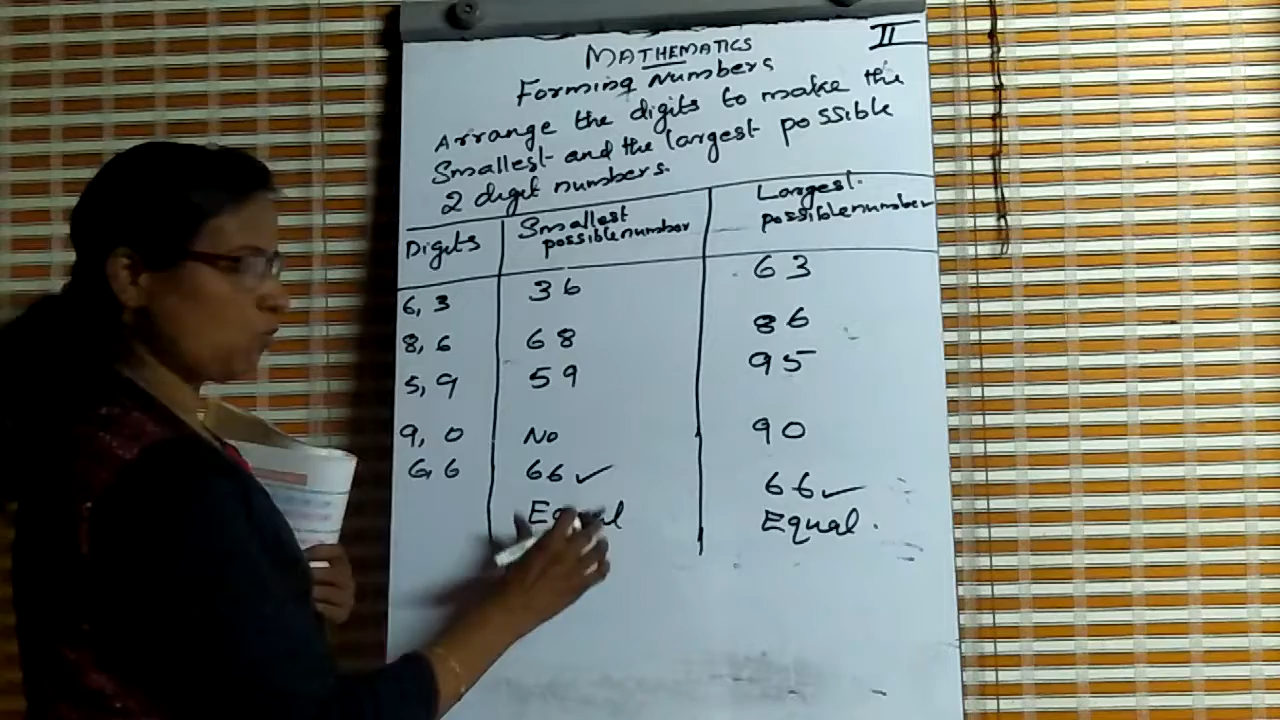 MATHEMATICS
II
Forming Numbers
Arrange the digits to make the
Smallest and the largest possible
2 digit numbers.
Digits
Smallest
possible number
Largest
possible number
6, 3 36 63
8, 6 68 86
5, 9 59 95
9, 0 No 90
6, 6 66 ✓ 66 ✓
Equal Equal.